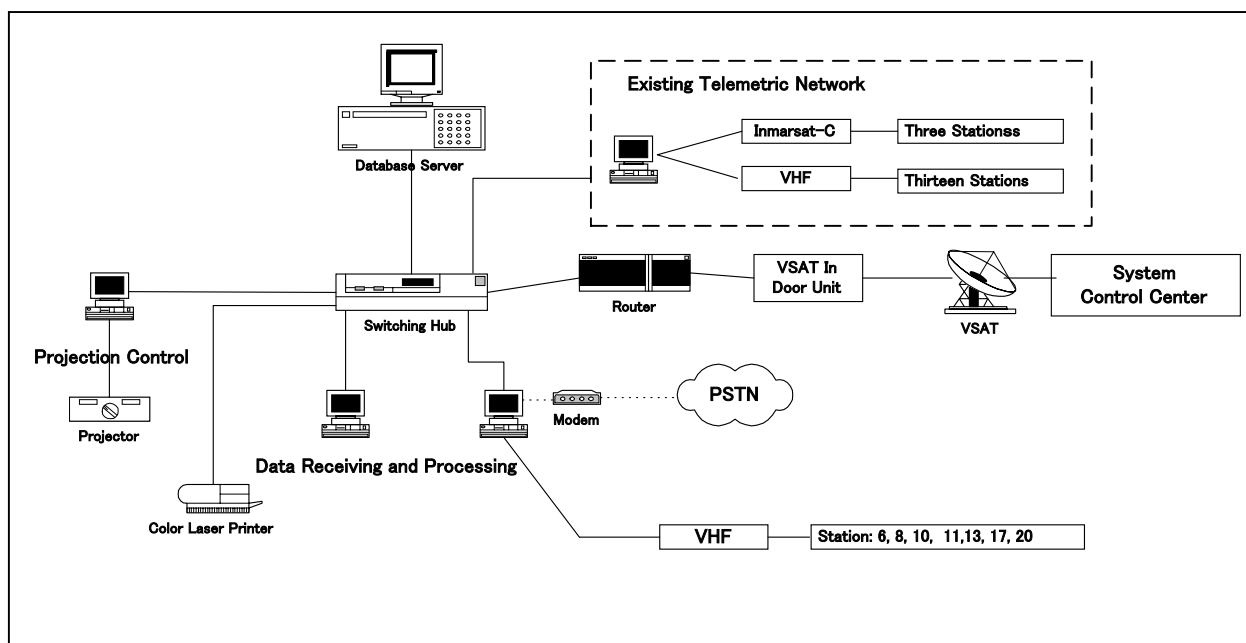 Existing Telemetric Network
Inmarsat-C
Three Stationss
VHF
Thirteen Stations
Database Server
VSAT In
Door Unit
System
Control Center
Router
VSAT
Switching Hub
Projection Control
PSTN
Modem
Projector
Data Receiving and Processing
Color Laser Printer
VHF
Station: 6, 8, 10, 11,13, 17, 20